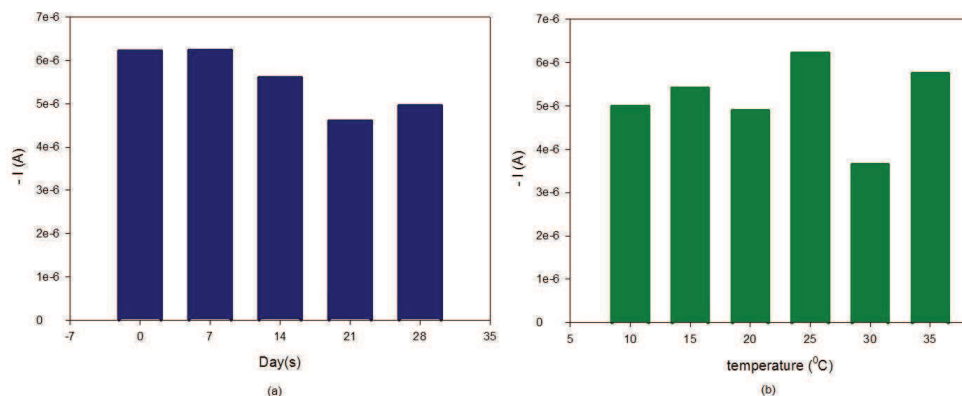 7e-6
6e-6
5e-6
4e-6
3e-6
2e-6
1e-6
0
- I (A)
-7 0 7 14 21 28 35
Day(s)
(a)
7e-6
6e-6
5e-6
4e-6
3e-6
2e-6
1e-6
0
- I (A)
5 10 15 20 25 30 35
temperature (⁰C)
(b)